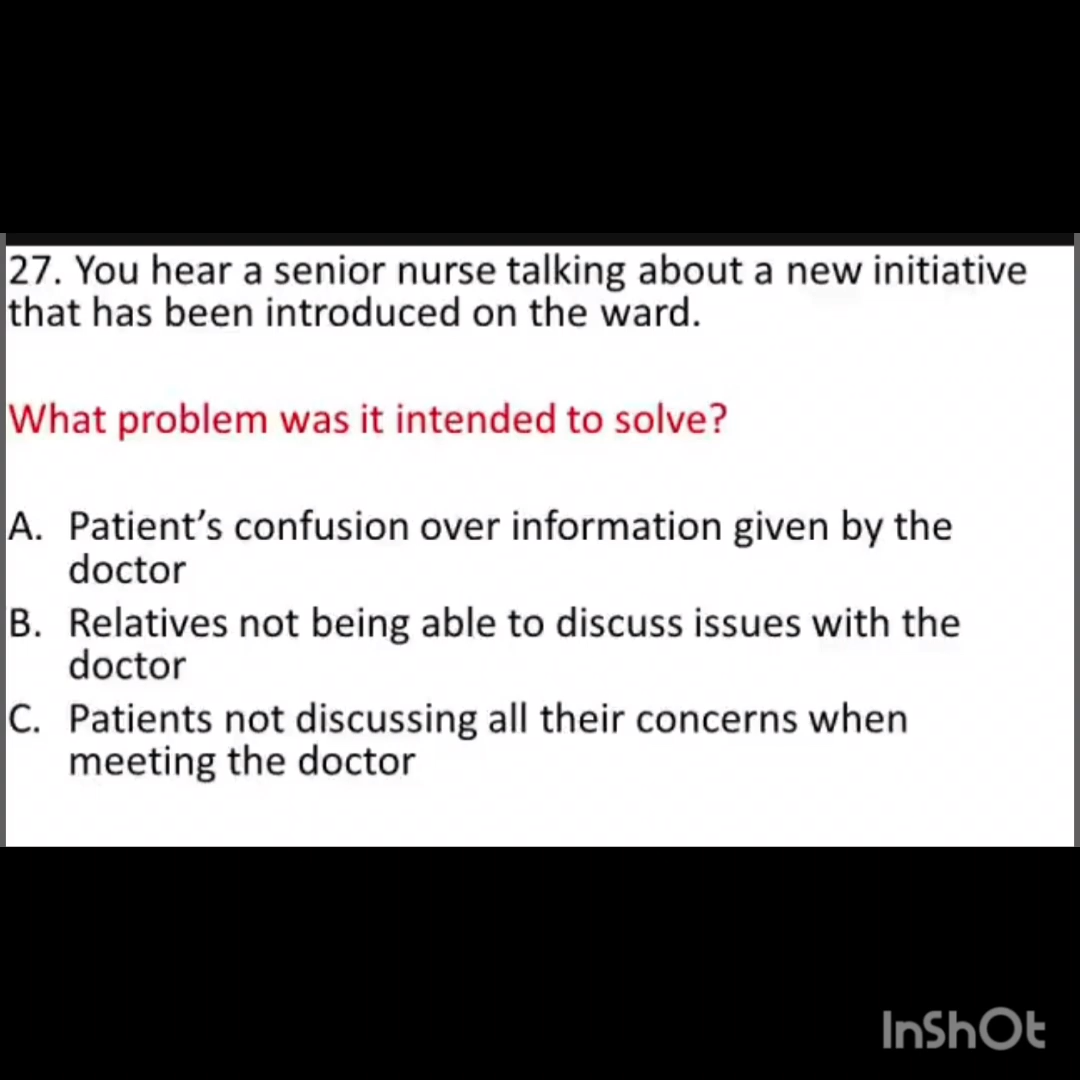 27. You hear a senior nurse talking about a new initiative
that has been introduced on the ward.
What problem was it intended to solve?
A. Patient’s confusion over information given by the
doctor
B. Relatives not being able to discuss issues with the
doctor
C. Patients not discussing all their concerns when
meeting the doctor
InShOt